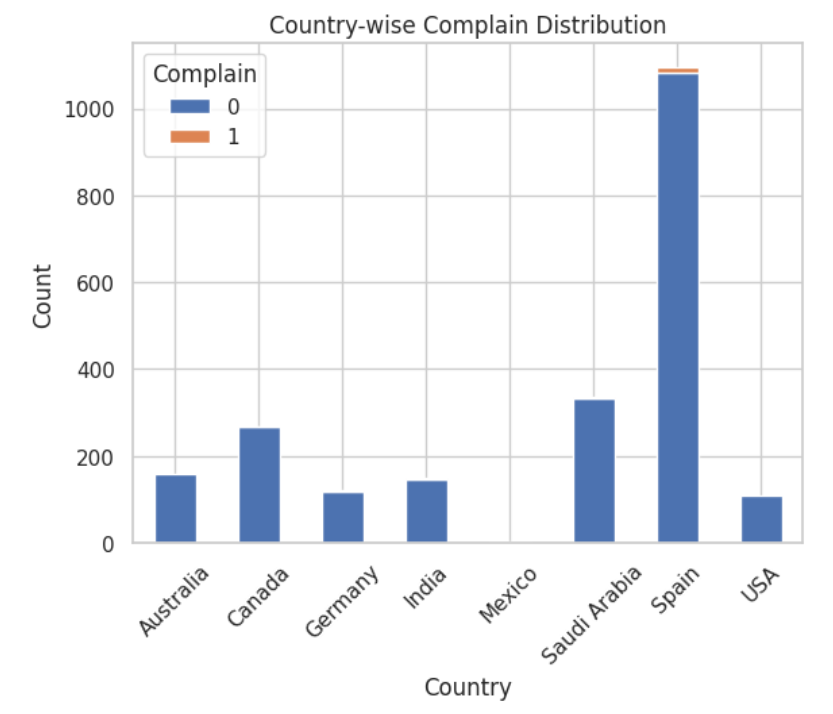 Country-wise Complain Distribution
Complain
0
1
1000
800
600
400
200
0
Count
Australia
Canada
Germany
India
Mexico
Saudi Arabia
Spain
USA
Country